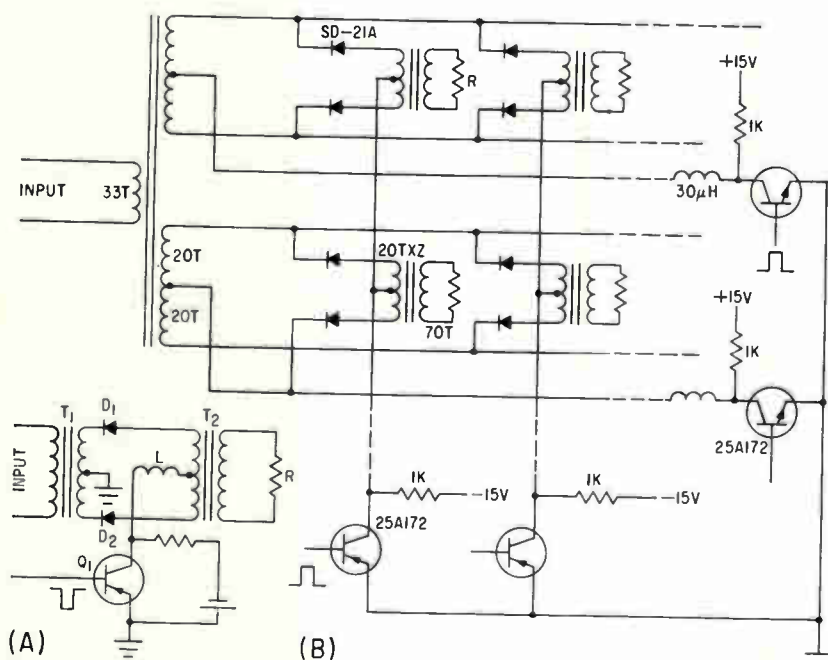 SD-21A
R
+15V
1K
30μH
INPUT
33T
20T
20T
20TX2
70T
+15V
1K
25A172
T1
D1
T2
INPUT
L
R
D2
Q1
1K
-15V
1K
-15V
25A172
(A)
(B)